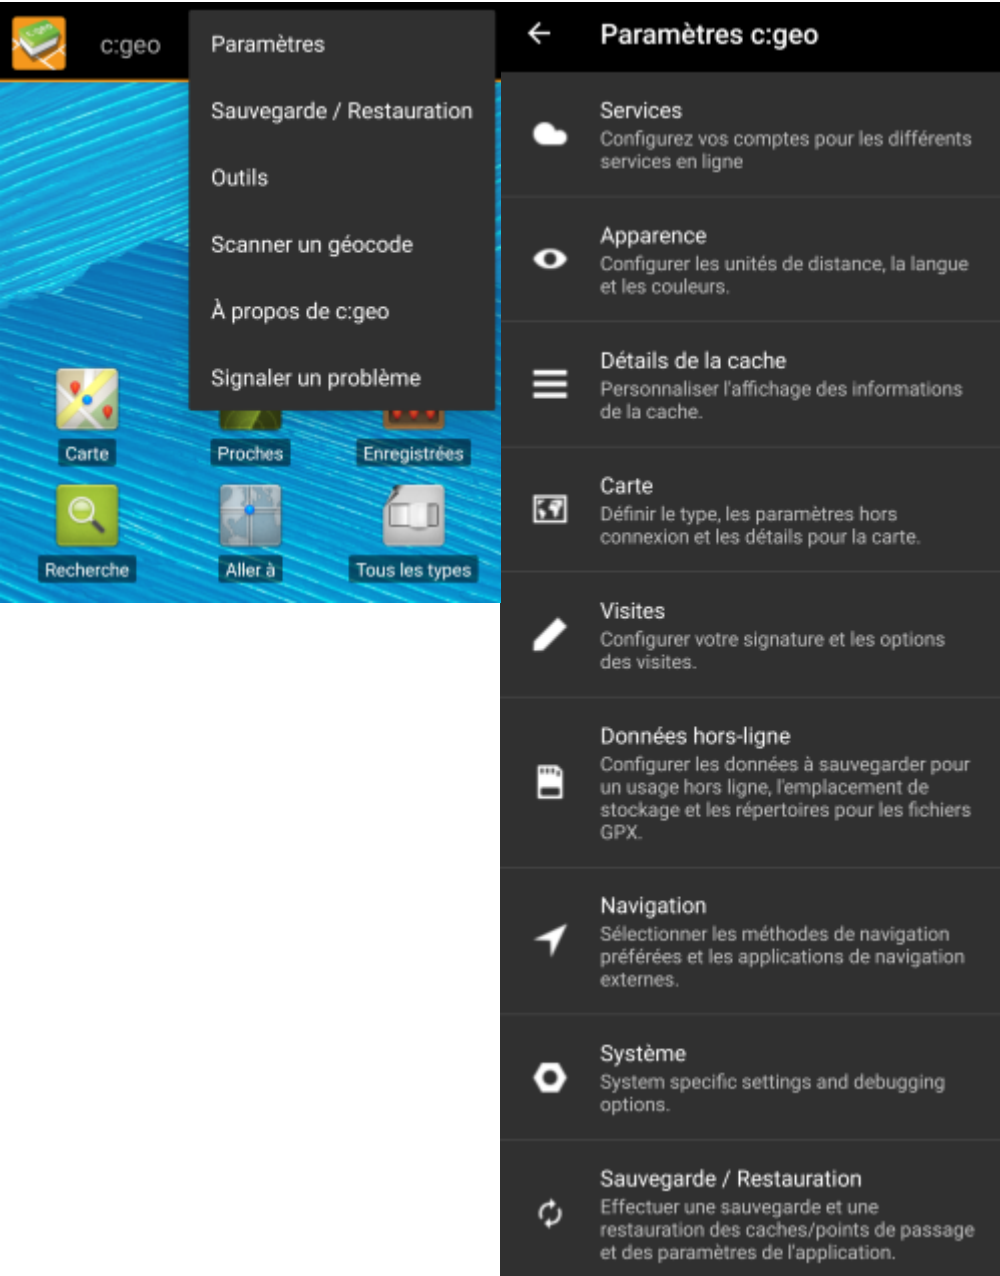 c:geo
Paramètres
Sauvegarde / Restauration
Outils
Scanner un géocode
À propos de c:geo
Signaler un problème
Carte
Proches
Enregistrées
Recherche
Aller à
Tous les types
Paramètres c:geo
Services
Configurez vos comptes pour les différents
services en ligne
Apparence
Configurer les unités de distance, la langue
et les couleurs.
Détails de la cache
Personnaliser l'affichage des informations
de la cache.
Carte
Définir le type, les paramètres hors
connexion et les détails pour la carte.
Visites
Configurer votre signature et les options
des visites.
Données hors-ligne
Configurer les données à sauvegarder pour
un usage hors ligne, l'emplacement de
stockage et les répertoires pour les fichiers
GPX.
Navigation
Sélectionner les méthodes de navigation
préférées et les applications de navigation
externes.
Système
System specific settings and debugging
options.
Sauvegarde / Restauration
Effectuer une sauvegarde et une
restauration des caches/points de passage
et des paramètres de l'application.